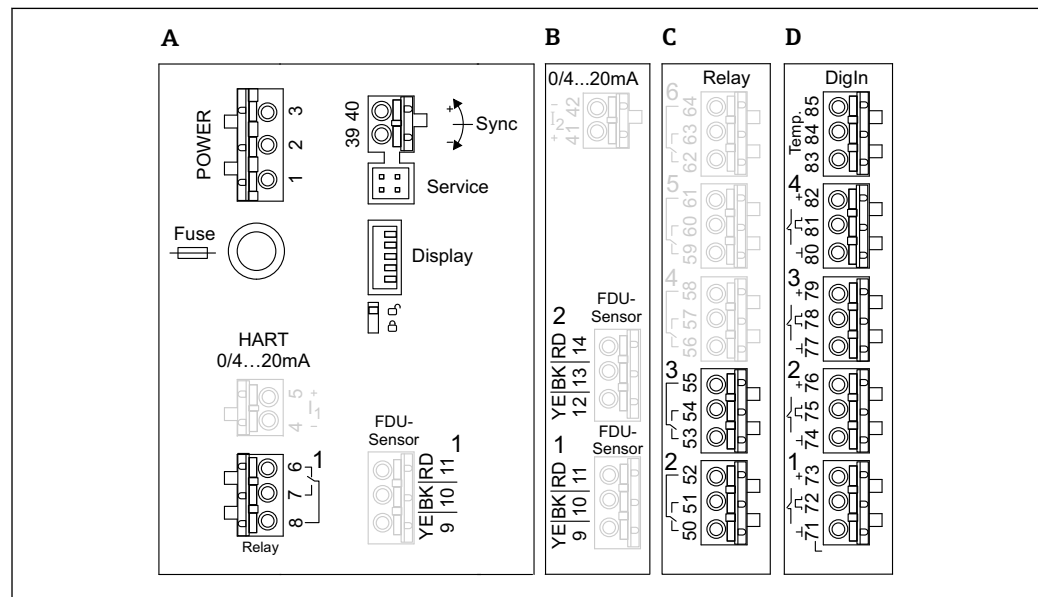 A
POWER
3
2
1
39 40
+
-
Sync
Service
Fuse
Display
HART
0/4...20mA
4 5
- I1 +
6
7
8
1
Relay
FDU-
Sensor
1
YE|BK|RD
9|10|11
B
0/4...20mA
+ I2 -
41 42
FDU-
Sensor
2
YE|BK|RD
12|13|14
FDU-
Sensor
1
YE|BK|RD
9|10|11
C
Relay
6
62 63 64
5
59 60 61
4
56 57 58
3
53 54 55
2
50 51 52
D
DigIn
Temp.
83 84 85
4
80 81 82
+
3
77 78 79
+
2
74 75 76
+
1
71 72 73
+